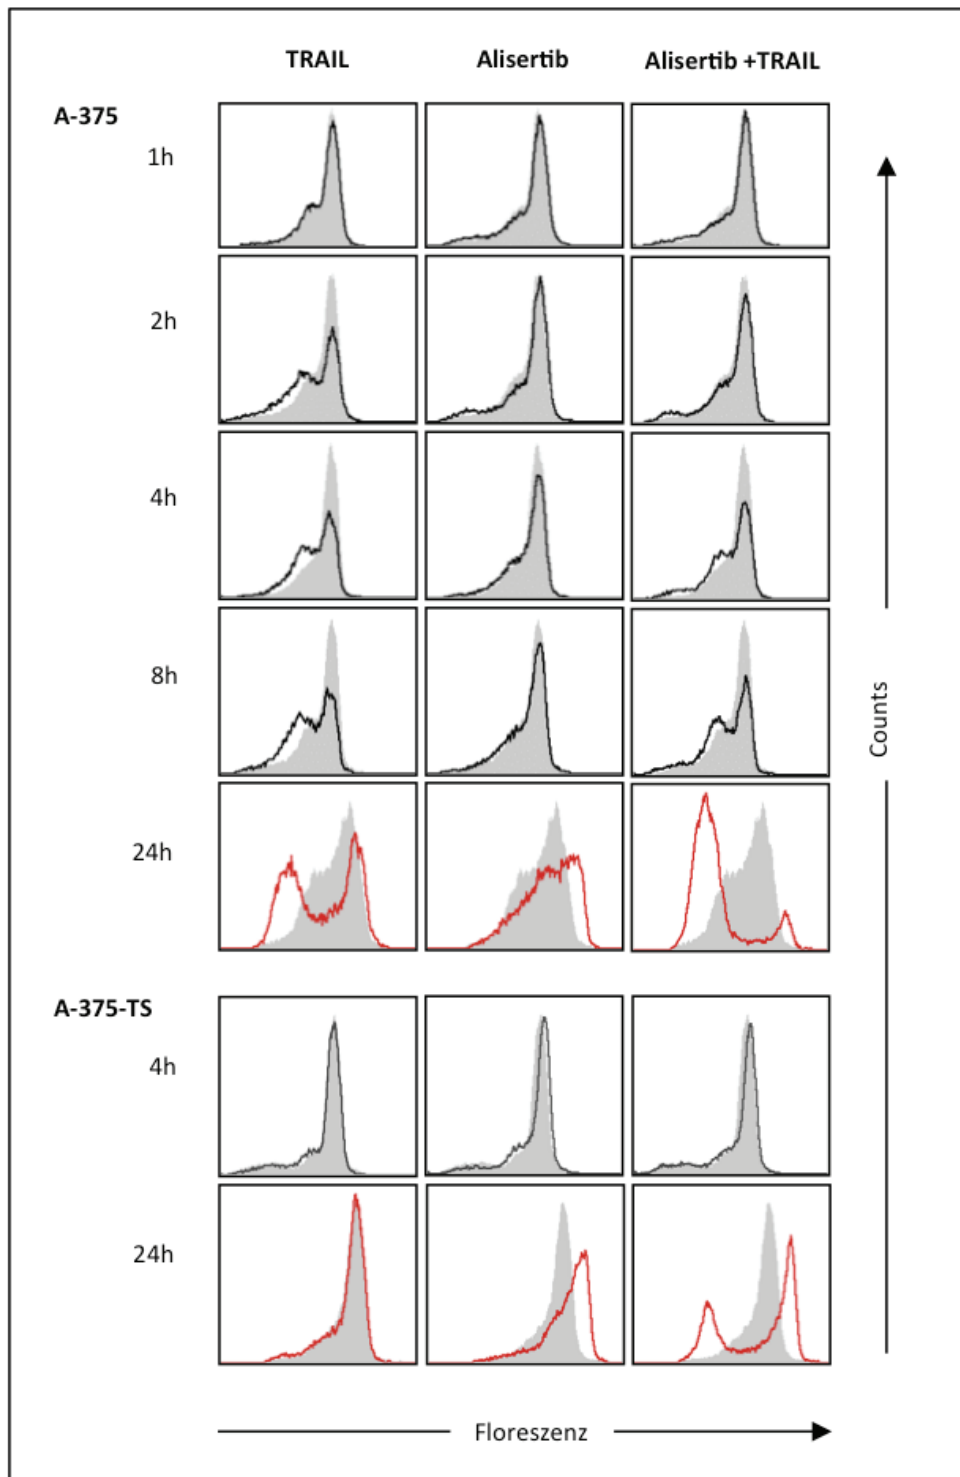 TRAIL Alisertib Alisertib +TRAIL
A-375
1h
2h
4h
8h
24h
A-375-TS
4h
24h
Counts
Floreszenz